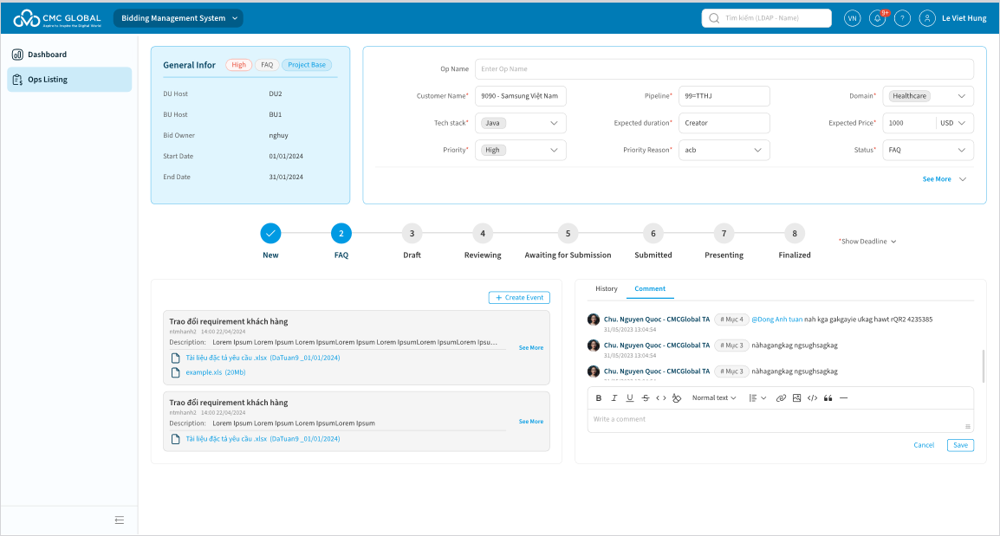 CMC GLOBAL
Aspire to Inspire the Digital World
Bidding Management System
Tìm kiếm (LDAP - Name)
VN
9+
?
Le Viet Hung
Dashboard
Ops Listing
General Infor
High
FAQ
Project Base
DU Host DU2
BU Host BU1
Bid Owner nghuy
Start Date 01/01/2024
End Date 31/01/2024
Op Name Enter Op Name
Customer Name* 9090 - Samsung Việt Nam
Pipeline* 99=TTHJ
Domain* Healthcare
Tech stack* Java
Expected duration* Creator
Expected Price* 1000 USD
Priority* High
Priority Reason* acb
Status* FAQ
See More
2 3 4 5 6 7 8
New FAQ Draft Reviewing Awaiting for Submission Submitted Presenting Finalized
*Show Deadline
+ Create Event
Trao đổi requirement khách hàng
ntmhanh2 14:00 22/04/2024
Description: Lorem Ipsum Lorem Ipsum LoremIpsum Lorem Ipsum Lorem IpsumLorem IpsumLorem Ipsu...
See More
Tài liệu đặc tả yêu cầu .xlsx (DaTuan9 _01/01/2024)
example.xls (20Mb)
Trao đổi requirement khách hàng
ntmhanh2 14:00 22/04/2024
Description: Lorem Ipsum Lorem Ipsum Lorem IpsumLorem Ipsum
See More
Tài liệu đặc tả yêu cầu .xlsx (DaTuan9 _01/01/2024)
History Comment
Chu. Nguyen Quoc - CMCGlobal TA # Mục 4 @Dong Anh tuan nah kga gakgayie ưkag hawt rQR2 4235385
31/05/2023 13:04:54
Chu. Nguyen Quoc - CMCGlobal TA # Mục 3 nàhagangkag ngsughsagkag
31/05/2023 13:04:54
Chu. Nguyen Quoc - CMCGlobal TA # Mục 3 nàhagangkag ngsughsagkag
B I U S Normal text
Write a comment
Cancel Save